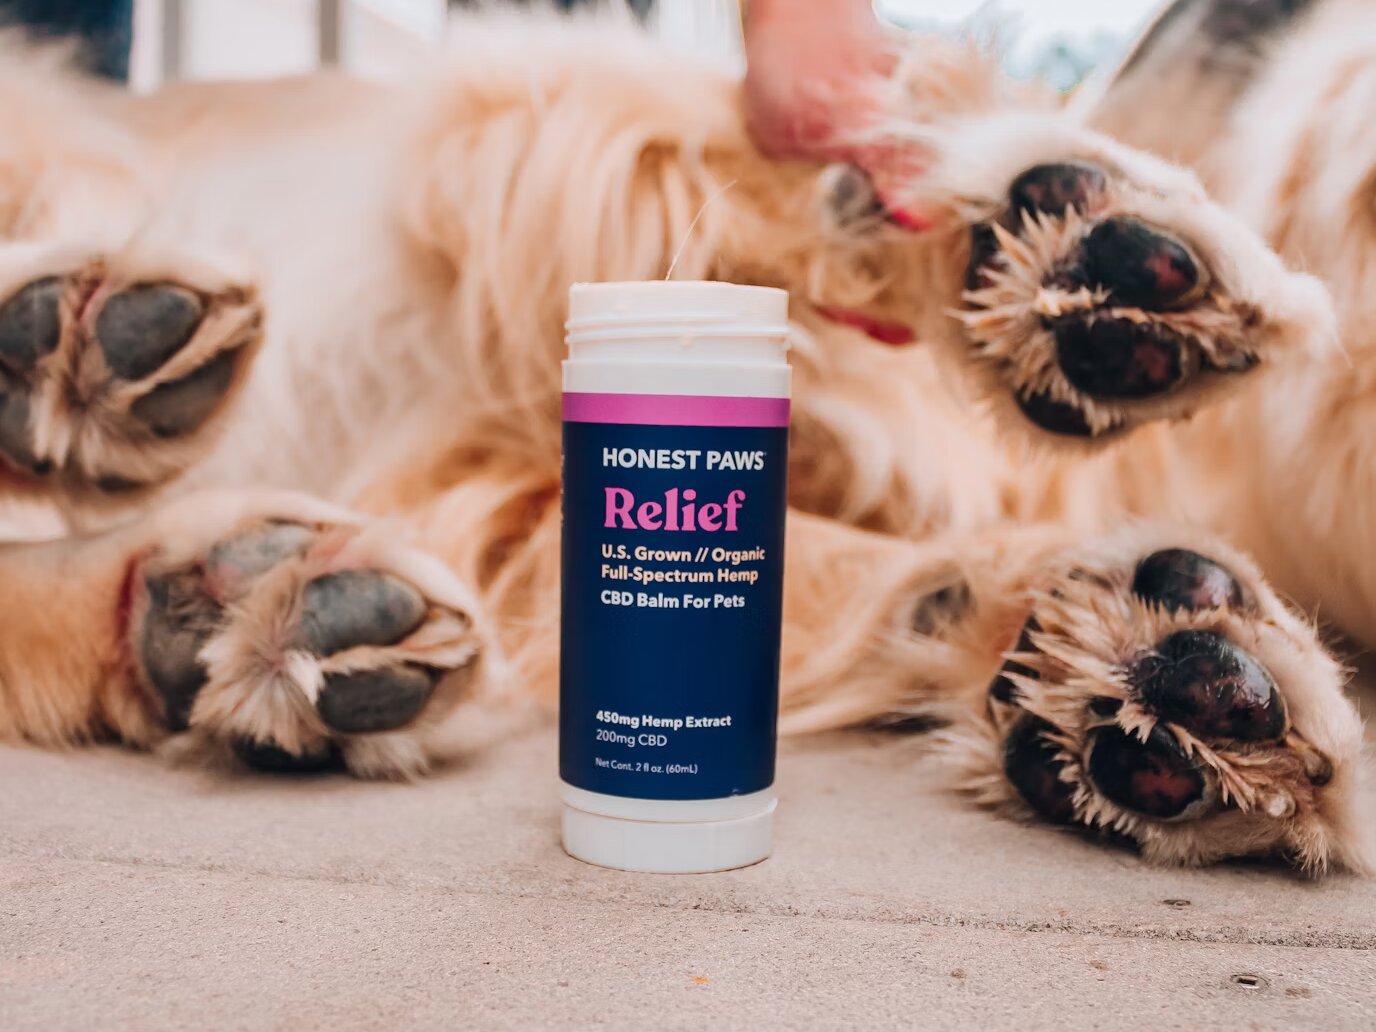 HONEST PAWS
Relief
U.S. Grown // Organic
Full-Spectrum Hemp
CBD Balm For Pets
450mg Hemp Extract
200mg CBD
Net Cont. 2 fl oz. (60mL)